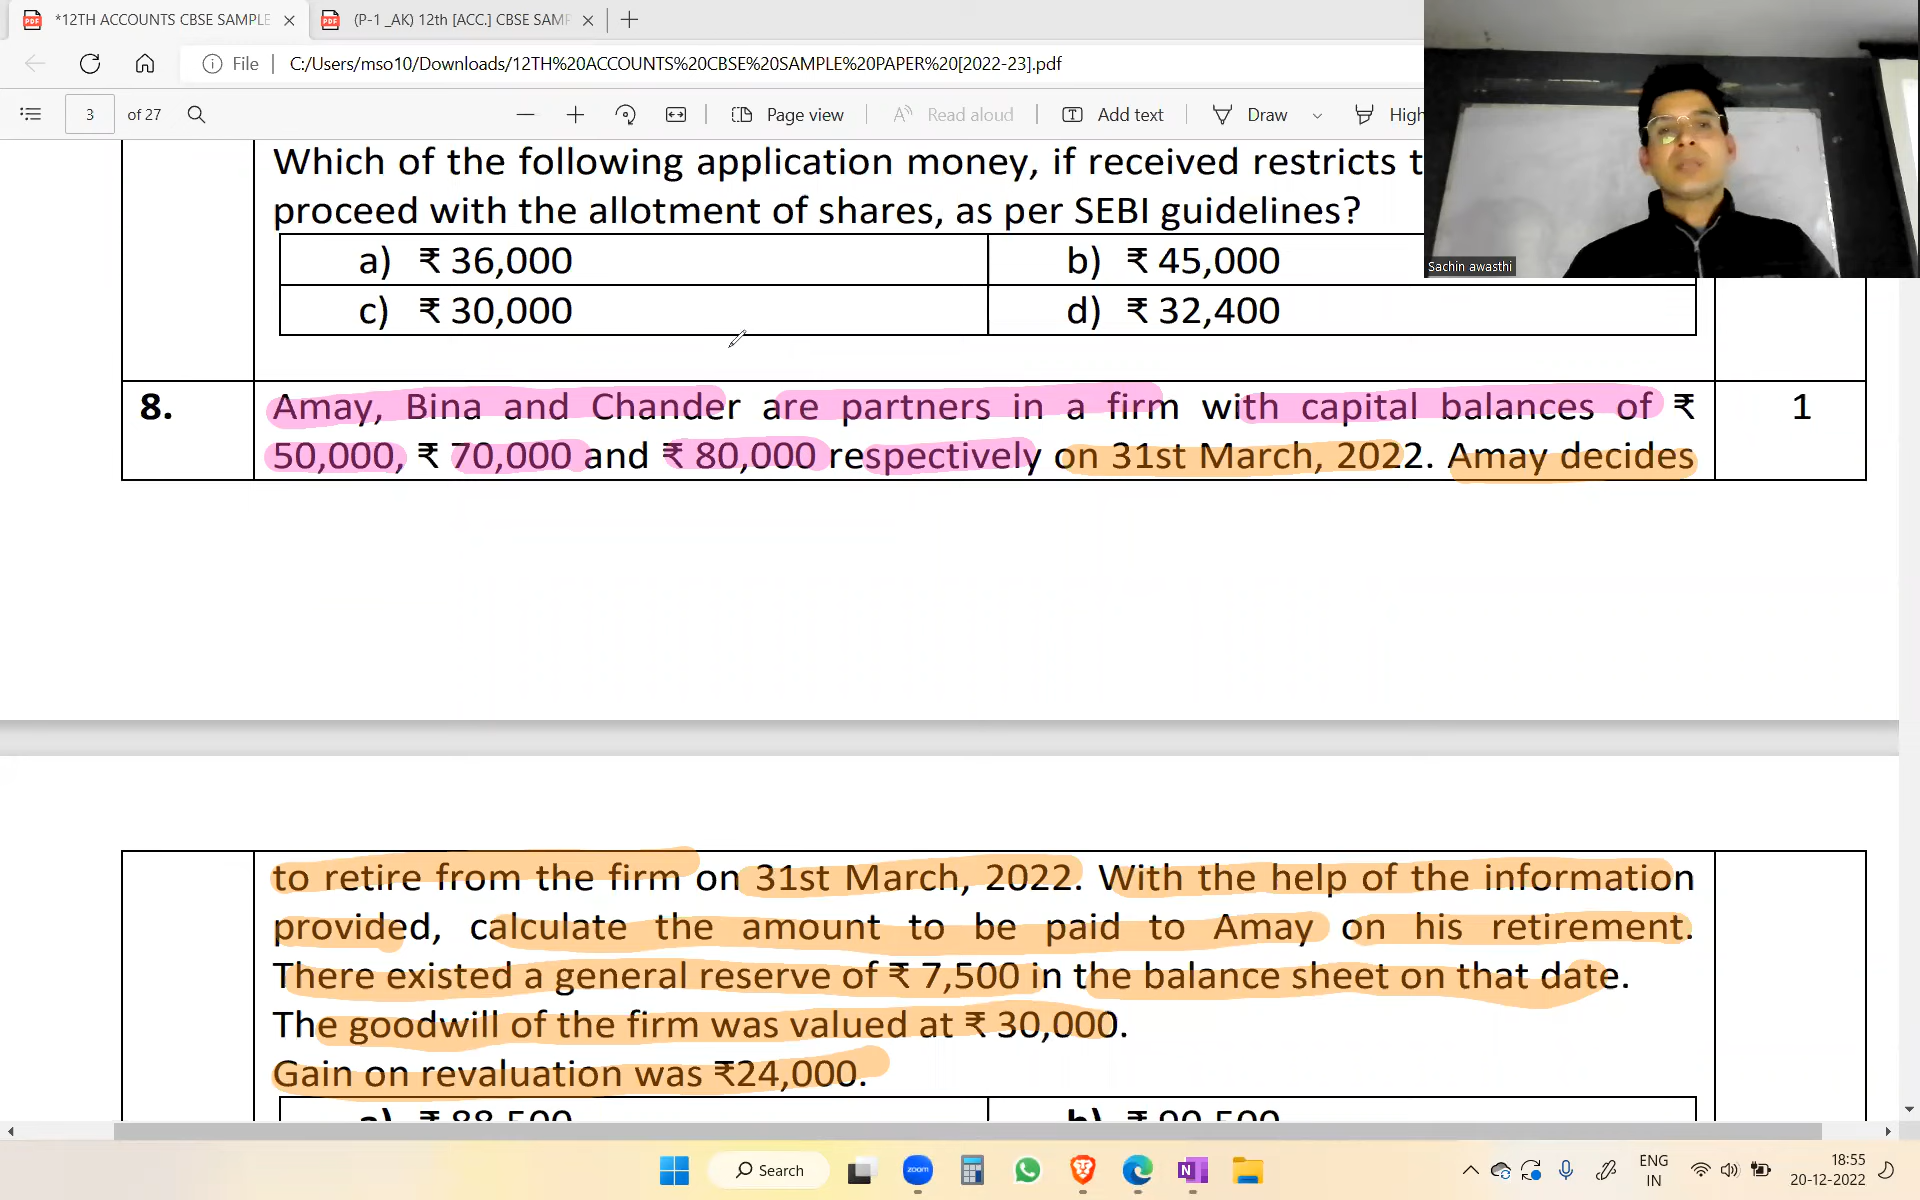 *12TH ACCOUNTS CBSE SAMPLE
(P-1 _AK) 12th [ACC.] CBSE SAMP
File
C:/Users/mso10/Downloads/12TH%20ACCOUNTS%20CBSE%20SAMPLE%20PAPER%20[2022-23].pdf
3 of 27
Page view
Read aloud
Add text
Draw
High
Sachin awasthi
Which of the following application money, if received restricts t
proceed with the allotment of shares, as per SEBI guidelines?
a) ₹ 36,000
b) ₹ 45,000
c) ₹ 30,000
d) ₹ 32,400
8. Amay, Bina and Chander are partners in a firm with capital balances of ₹ 1
50,000, ₹ 70,000 and ₹ 80,000 respectively on 31st March, 2022. Amay decides
to retire from the firm on 31st March, 2022. With the help of the information
provided, calculate the amount to be paid to Amay on his retirement.
There existed a general reserve of ₹ 7,500 in the balance sheet on that date.
The goodwill of the firm was valued at ₹ 30,000.
Gain on revaluation was ₹24,000.
a) ₹ 88,500
b) ₹ 90,500
Search
zoom
ENG
IN
18:55
20-12-2022